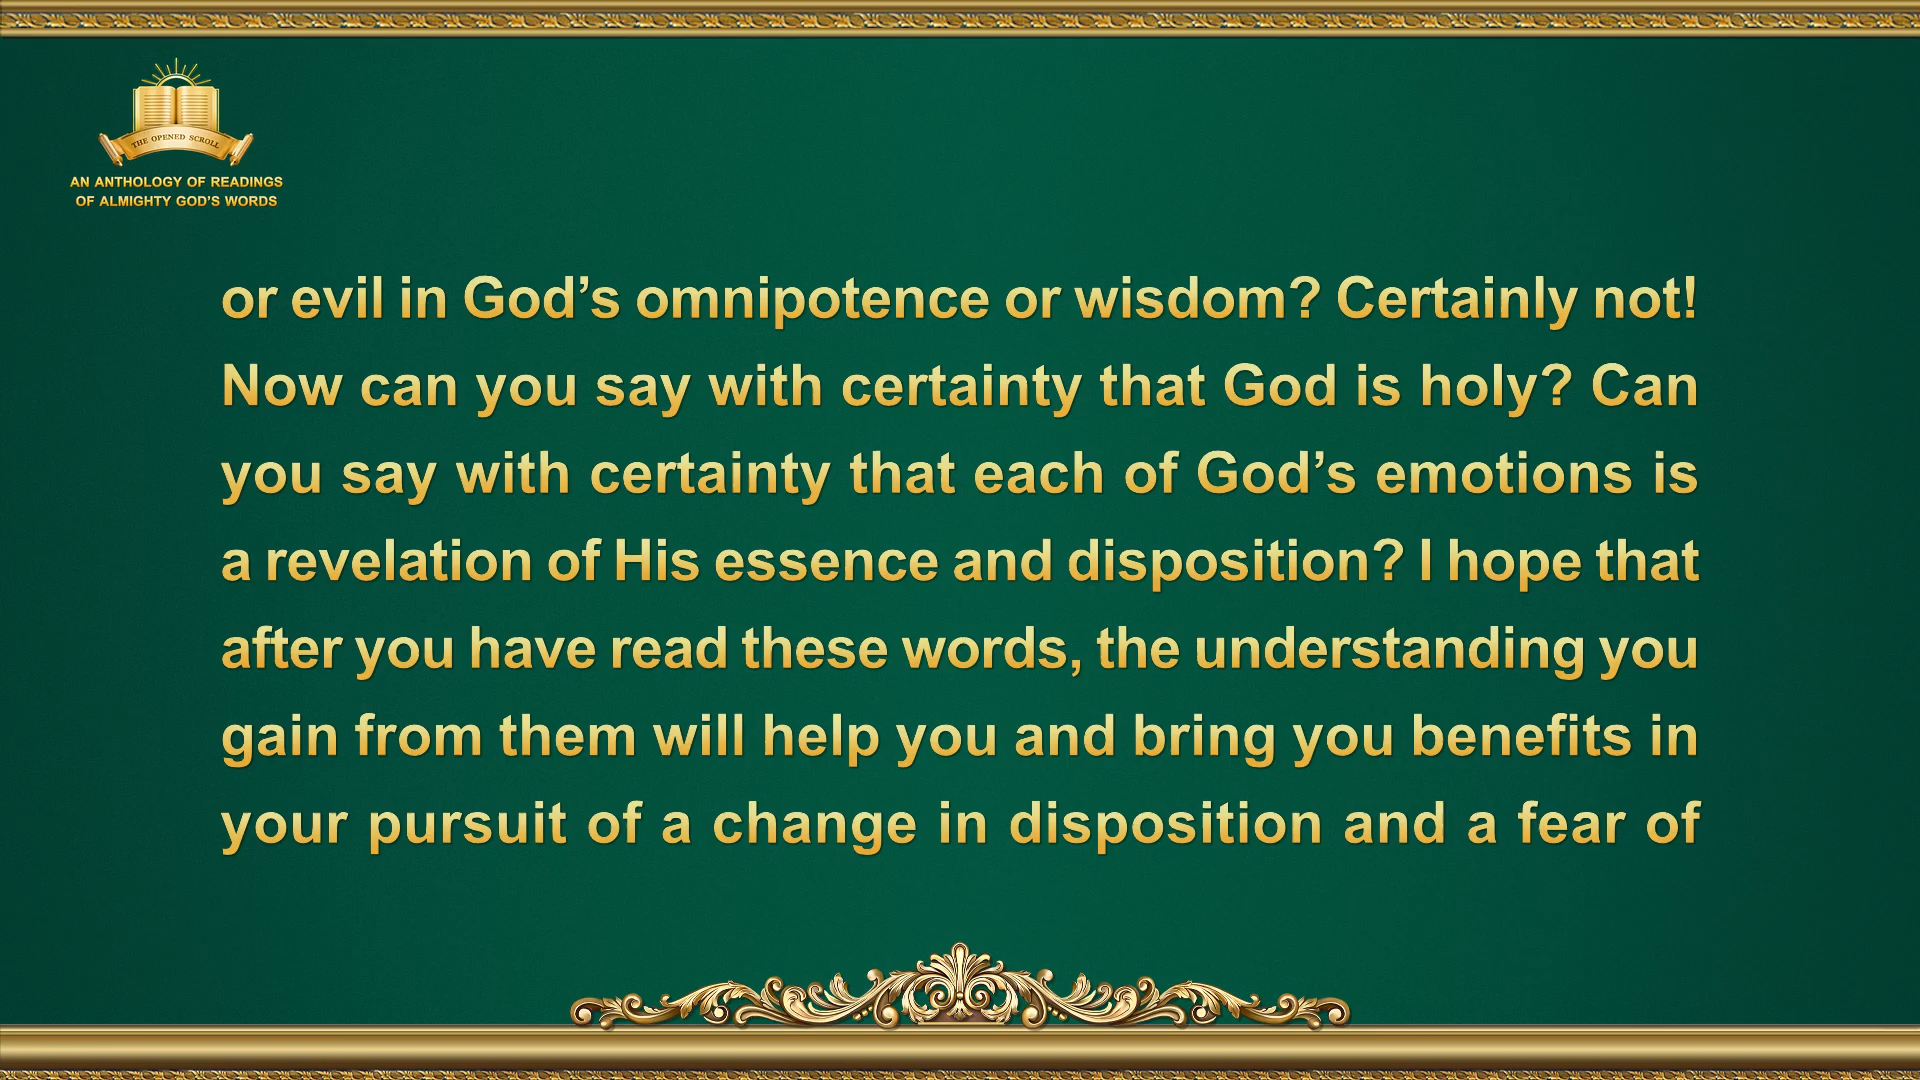 THE OPENED SCROLL
AN ANTHOLOGY OF READINGS
OF ALMIGHTY GOD'S WORDS
or evil in God’s omnipotence or wisdom? Certainly not!
Now can you say with certainty that God is holy? Can
you say with certainty that each of God’s emotions is
a revelation of His essence and disposition? I hope that
after you have read these words, the understanding you
gain from them will help you and bring you benefits in
your pursuit of a change in disposition and a fear of